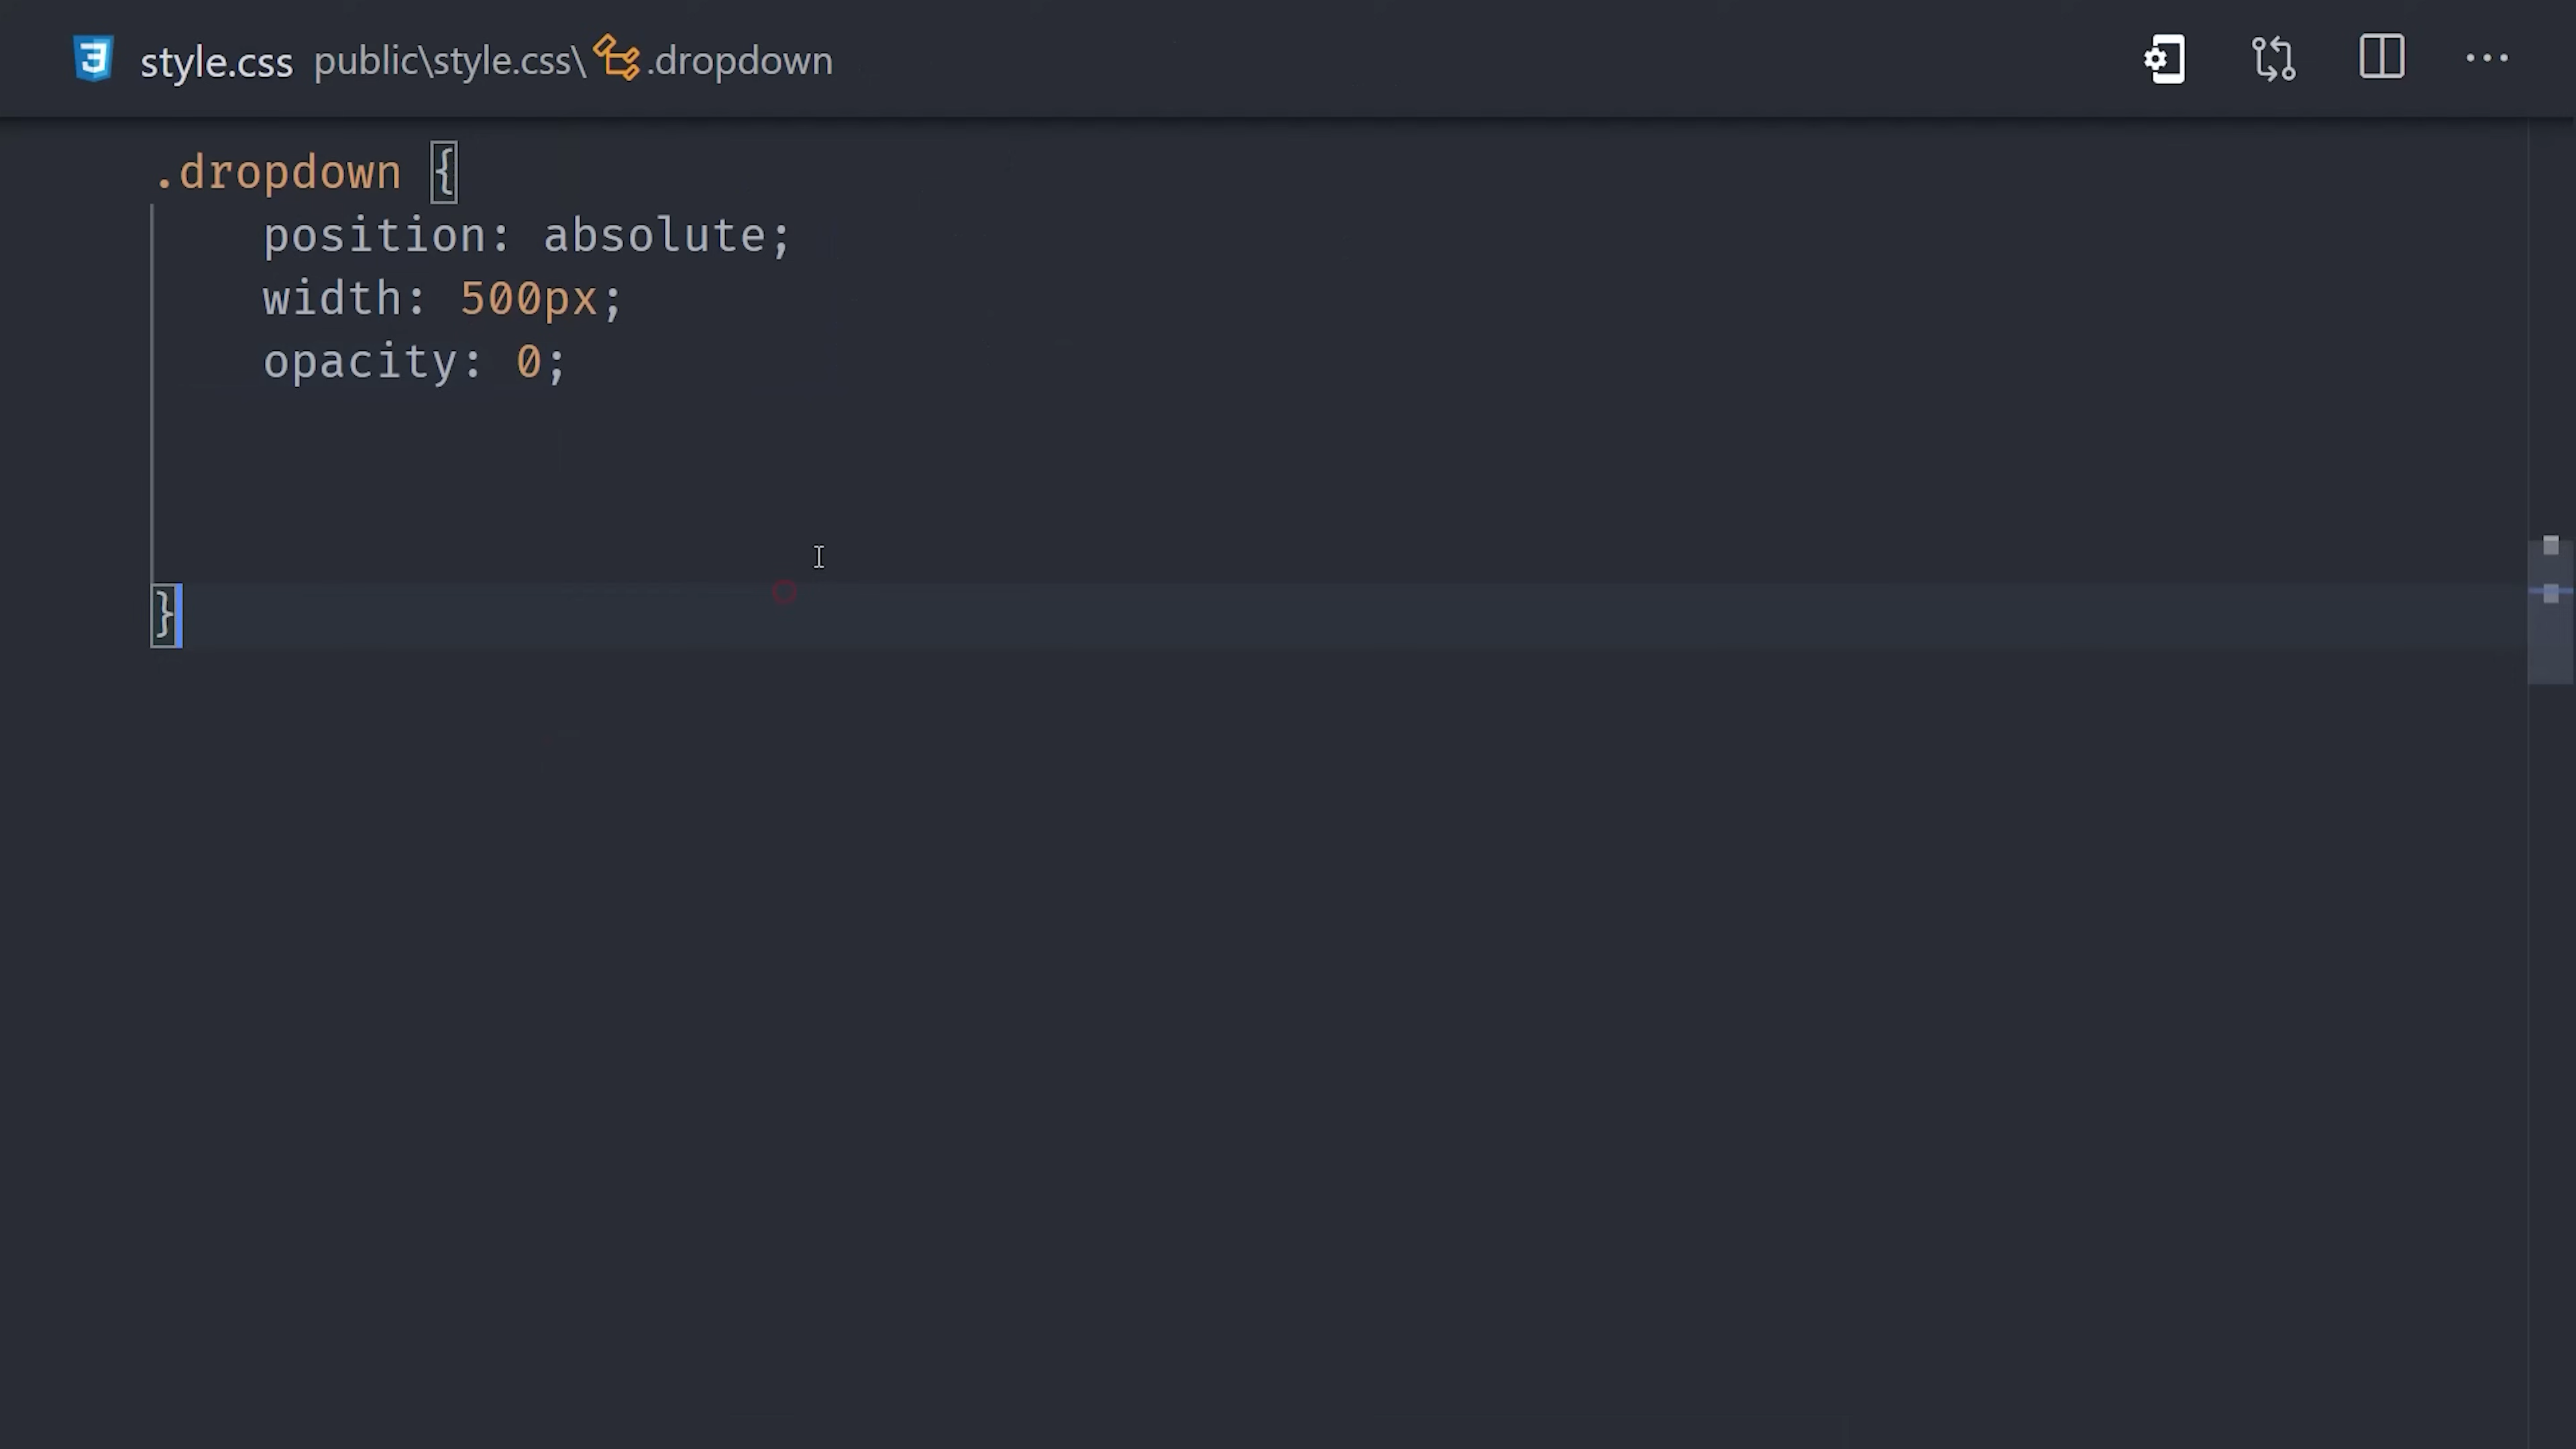 style.css public\style.css\ .dropdown
.dropdown {
position: absolute;
width: 500px;
opacity: 0;
}